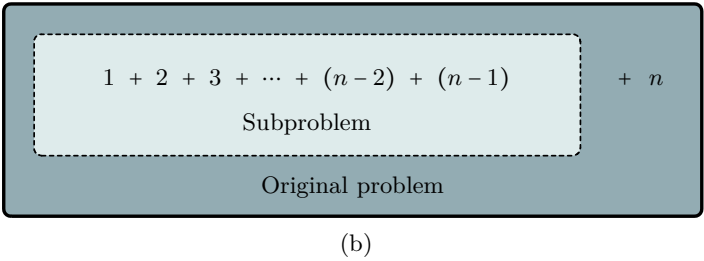 1 + 2 + 3 + ··· + (n − 2) + (n − 1) + n
Subproblem
Original problem
(b)